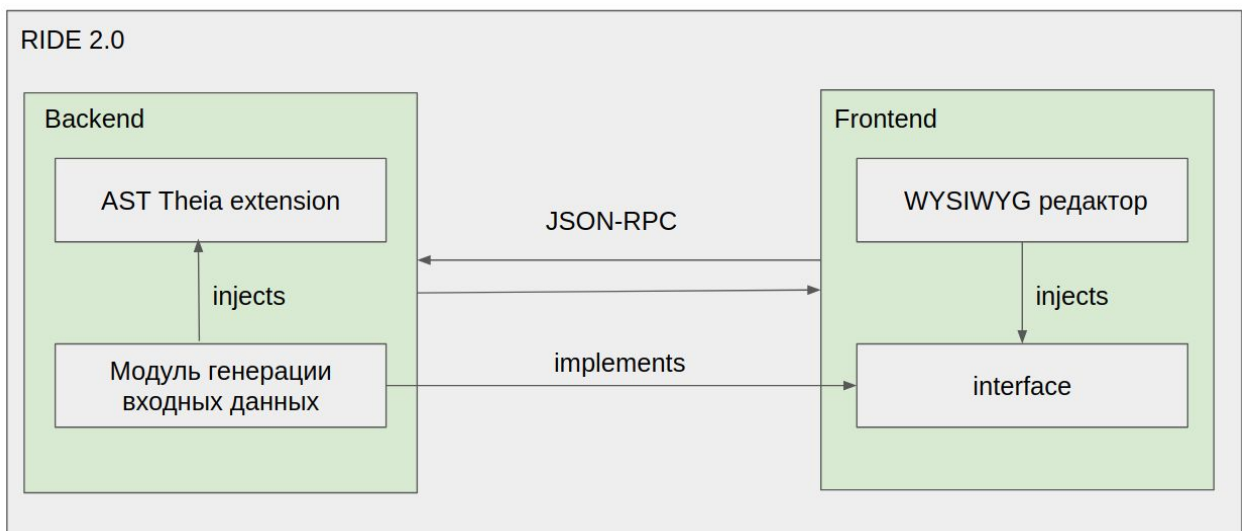 RIDE 2.0
Backend
AST Theia extension
injects
Модуль генерации
входных данных
JSON-RPC
implements
Frontend
WYSIWYG редактор
injects
interface